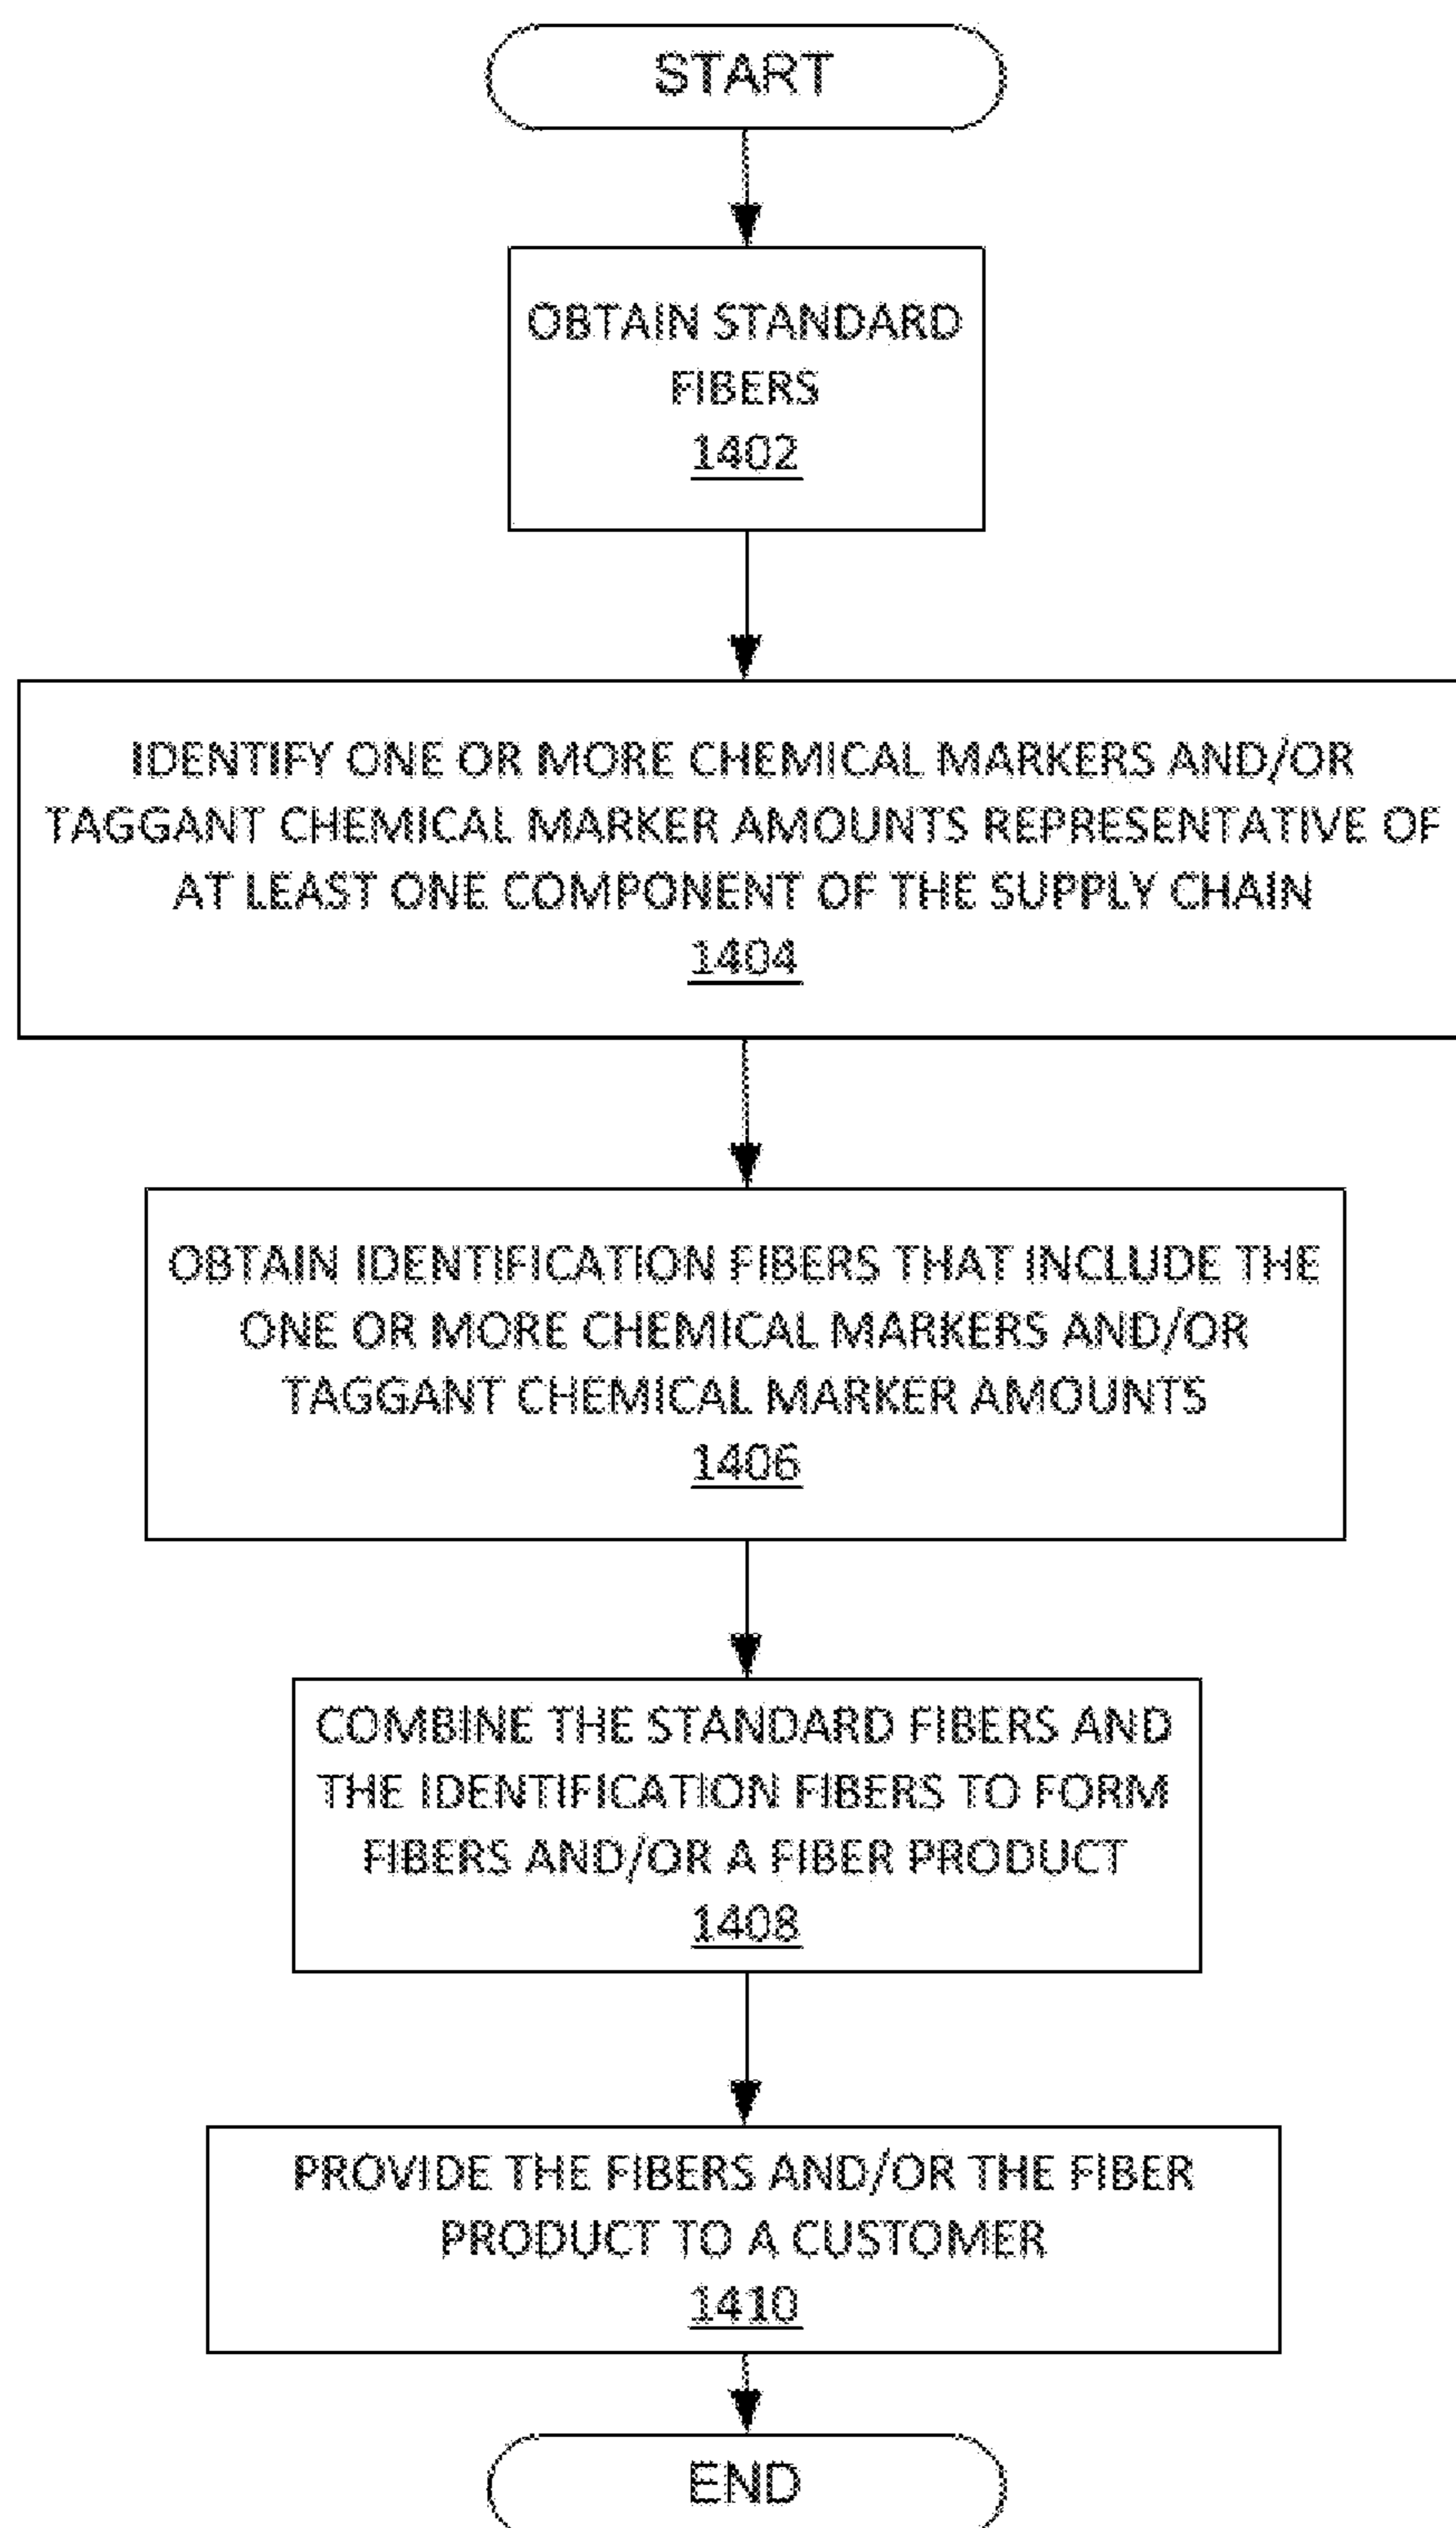 START
OBTAIN STANDARD
FIBERS
1402
IDENTIFY ONE OR MORE CHEMICAL MARKERS AND/OR
TAGGANT CHEMICAL MARKER AMOUNTS REPRESENTATIVE OF
AT LEAST ONE COMPONENT OF THE SUPPLY CHAIN
1404
OBTAIN IDENTIFICATION FIBERS THAT INCLUDE THE
ONE OR MORE CHEMICAL MARKERS AND/OR
TAGGANT CHEMICAL MARKER AMOUNTS
1406
COMBINE THE STANDARD FIBERS AND
THE IDENTIFICATION FIBERS TO FORM
FIBERS AND/OR A FIBER PRODUCT
1408
PROVIDE THE FIBERS AND/OR THE FIBER
PRODUCT TO A CUSTOMER
1410
END